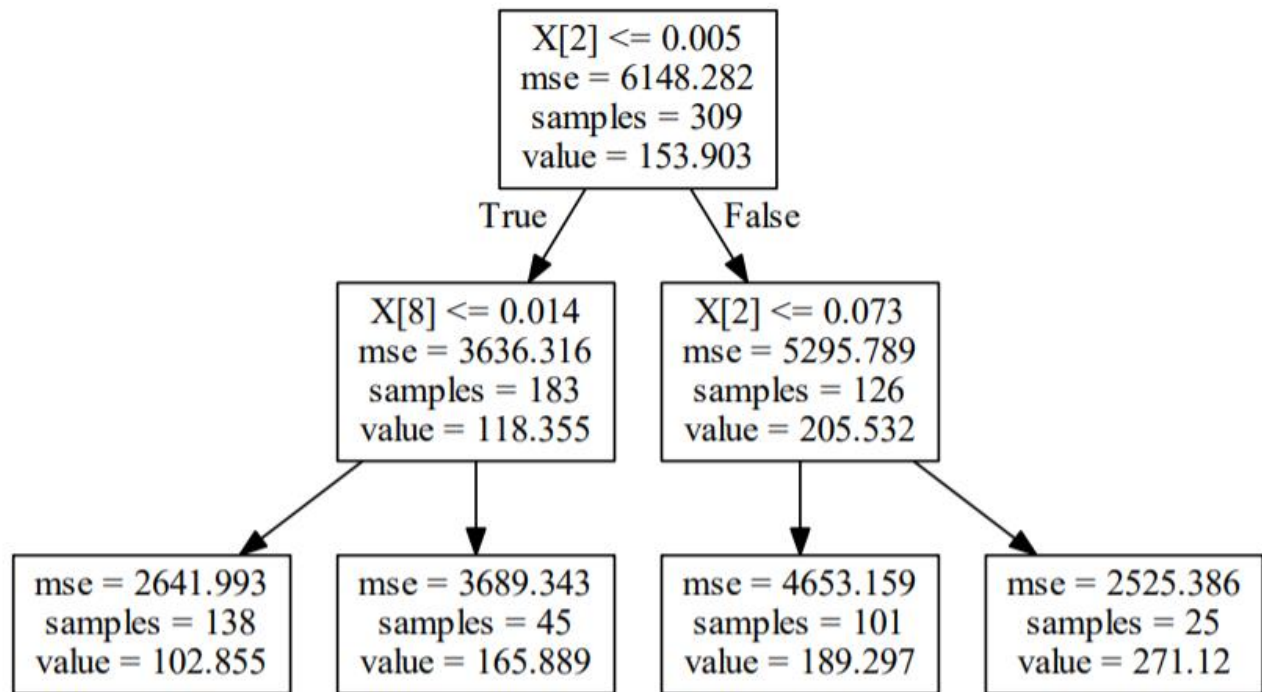 X[2] <= 0.005
mse = 6148.282
samples = 309
value = 153.903
True
False
X[8] <= 0.014
mse = 3636.316
samples = 183
value = 118.355
X[2] <= 0.073
mse = 5295.789
samples = 126
value = 205.532
mse = 2641.993
samples = 138
value = 102.855
mse = 3689.343
samples = 45
value = 165.889
mse = 4653.159
samples = 101
value = 189.297
mse = 2525.386
samples = 25
value = 271.12